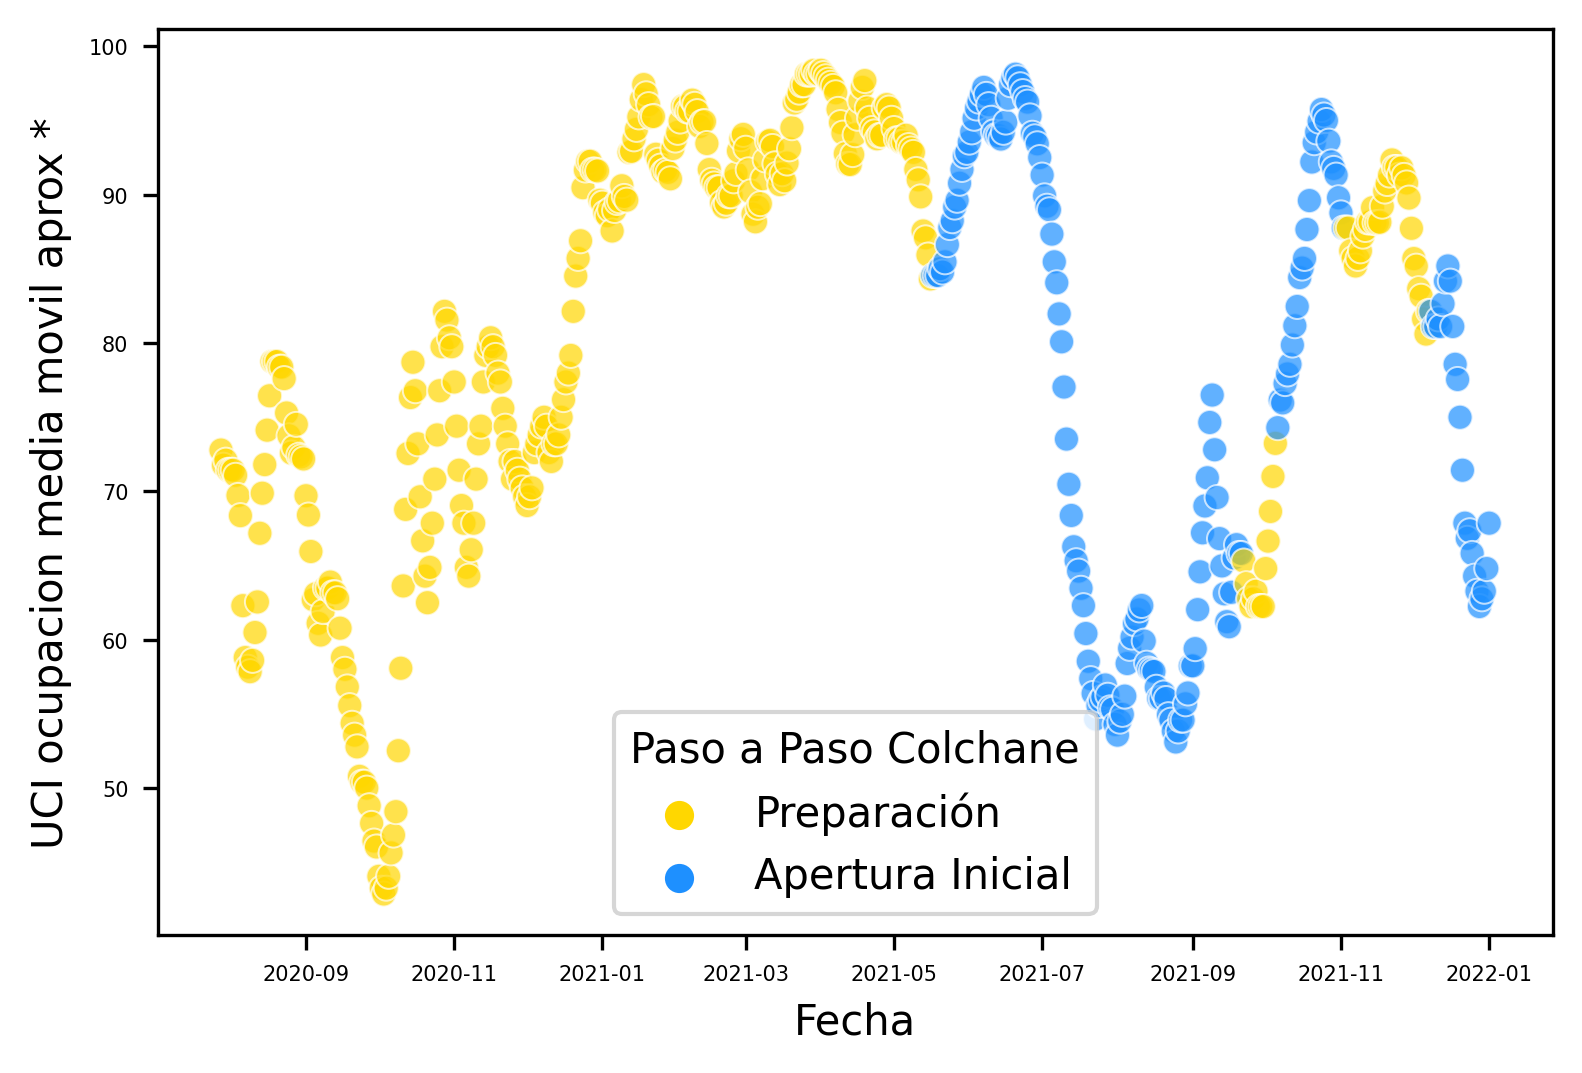 UCI ocupacion media movil aprox *
100
90
80
70
60
50
Paso a Paso Colchane
Preparación
Apertura Inicial
2020-09 2020-11 2021-01 2021-03 2021-05 2021-07 2021-09 2021-11 2022-01
Fecha